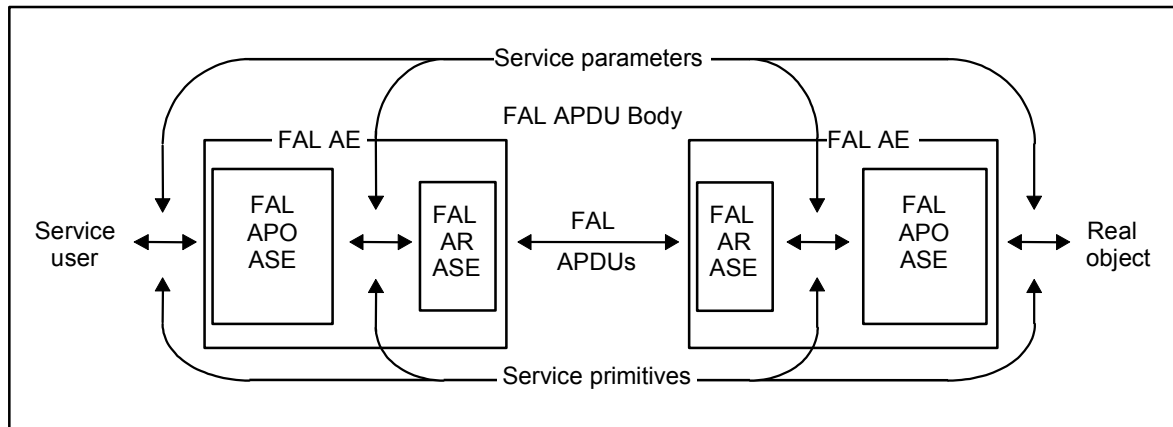 Service parameters
FAL APDU Body
FAL AE
FAL AE
FAL
APO
ASE
FAL
AR
ASE
FAL
APDUs
FAL
AR
ASE
FAL
APO
ASE
Service
user
Real
object
Service primitives